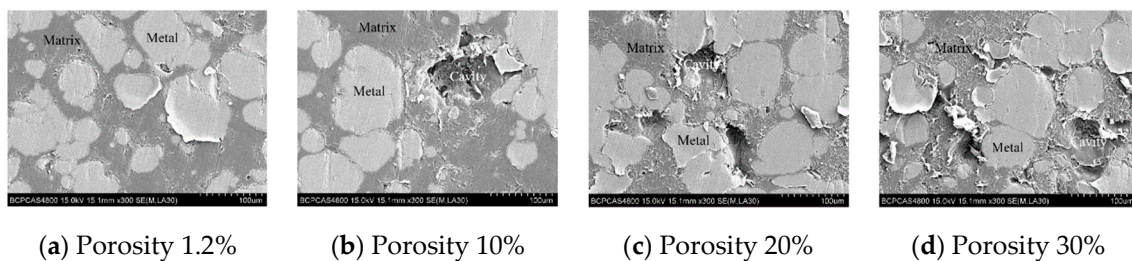 Matrix
Metal
BCPCAS4800 15.0kV 15.1mm x300 SE(M,LA30)
100um
Matrix
Metal
Cavity
BCPCAS4800 15.0kV 15.1mm x300 SE(M,LA30)
100um
Matrix
Cavity
Metal
BCPCAS4800 15.0kV 15.1mm x300 SE(M,LA30)
100um
Matrix
Metal
Cavity
BCPCAS4800 15.0kV 15.1mm x300 SE(M,LA30)
100um
(a) Porosity 1.2%
(b) Porosity 10%
(c) Porosity 20%
(d) Porosity 30%